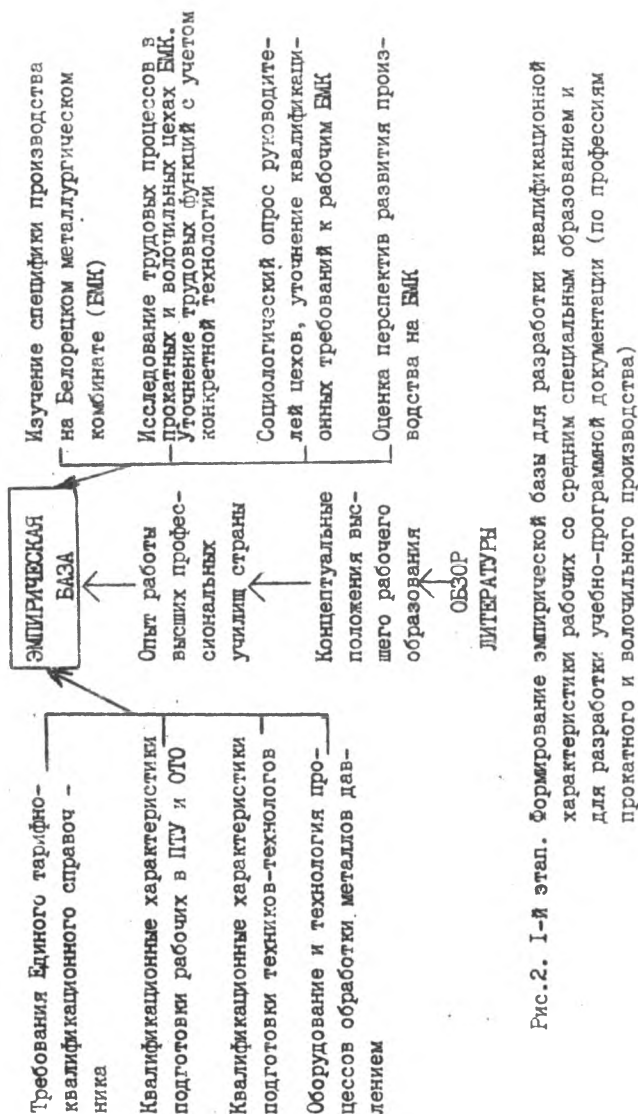 Требования Единого тарифно-
квалификационного справоч -
ника
Квалификационные характеристики
подготовки рабочих в ПТУ и ОТО
Квалификационные характеристики
подготовки техников-технологов
Оборудование и технология про-
цессов обработки металлов дав-
лением
ЭМПИРИЧЕСКАЯ
БАЗА
Опыт работы
высших профес-
сиональных
училищ страны
Концептуальные
положения выс-
шего рабочего
образования
ОБЗОР
ЛИТЕРАТУРЫ
Изучение специфики производства
на Белорецком металлургическом
комбинате (БМК)
Исследование трудовых процессов в
прокатных и волочильных цехах БМК.
Уточнение трудовых функций с учетом
конкретной технологии
Социологический опрос руководите-
лей цехов, уточнение квалификаци-
онных требований к рабочим БМК
Оценка перспектив развития произ-
водства на БМК
Рис.2. I-й этап. Формирование эмпирической базы для разработки квалификационной
характеристики рабочих со средним специальным образованием и
для разработки учебно-программной документации (по профессиям
прокатного и волочильного производства)